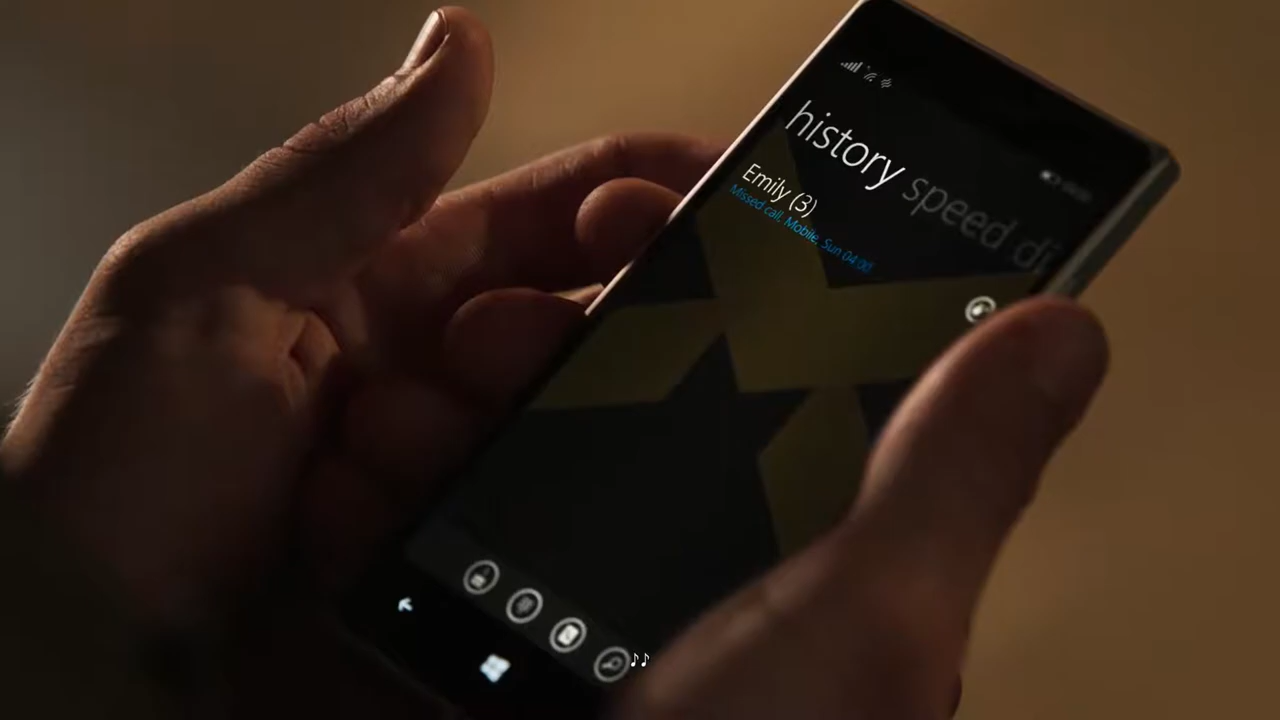 history speed di
Emily (3)
Missed call, Mobile, Sun 04:00
♪♪